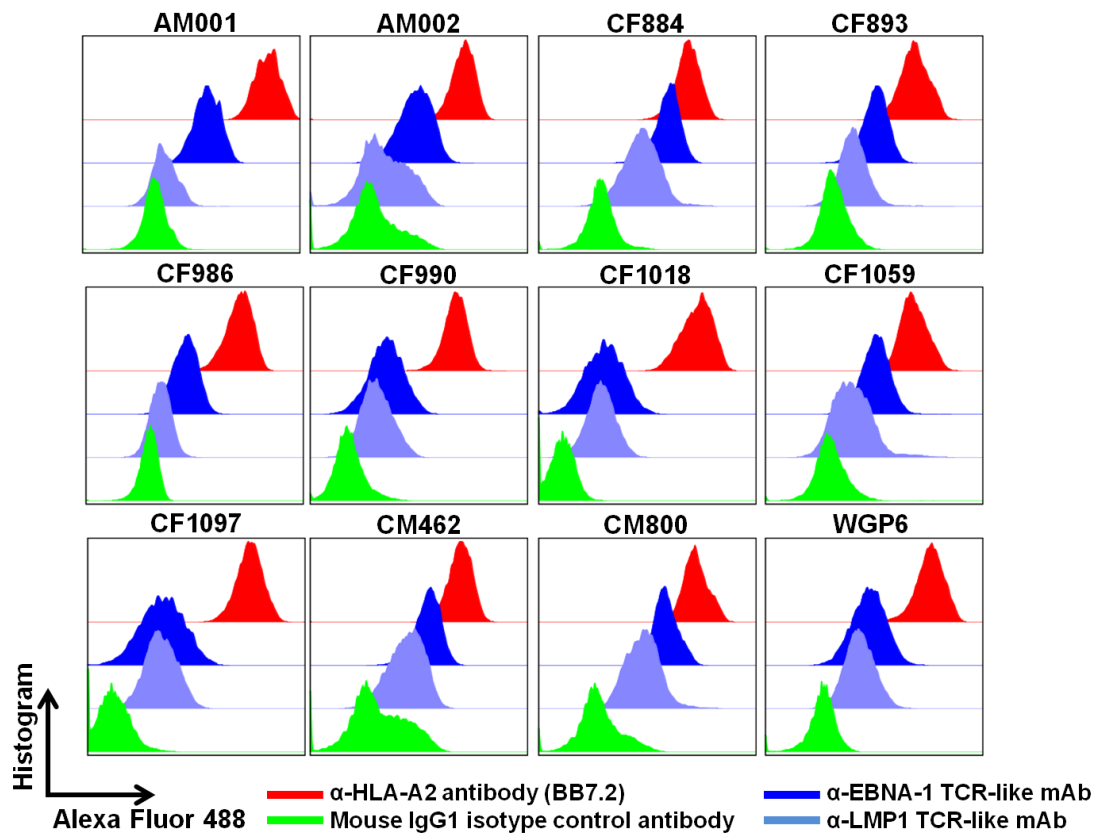 AM001 AM002 CF884 CF893
CF986 CF990 CF1018 CF1059
CF1097 CM462 CM800 WGP6
Histogram
Alexa Fluor 488
α-HLA-A2 antibody (BB7.2)
α-EBNA-1 TCR-like mAb
Mouse IgG1 isotype control antibody
α-LMP1 TCR-like mAb